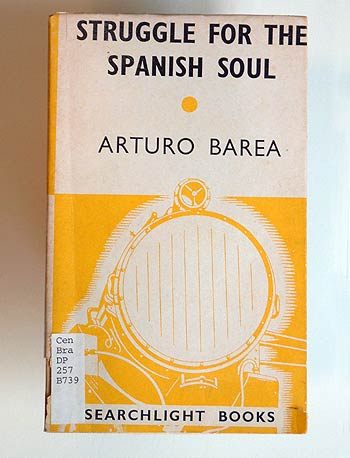 STRUGGLE FOR THE
SPANISH SOUL
ARTURO BAREA
Cen
Bra
DP
257
B739
SEARCHLIGHT BOOKS